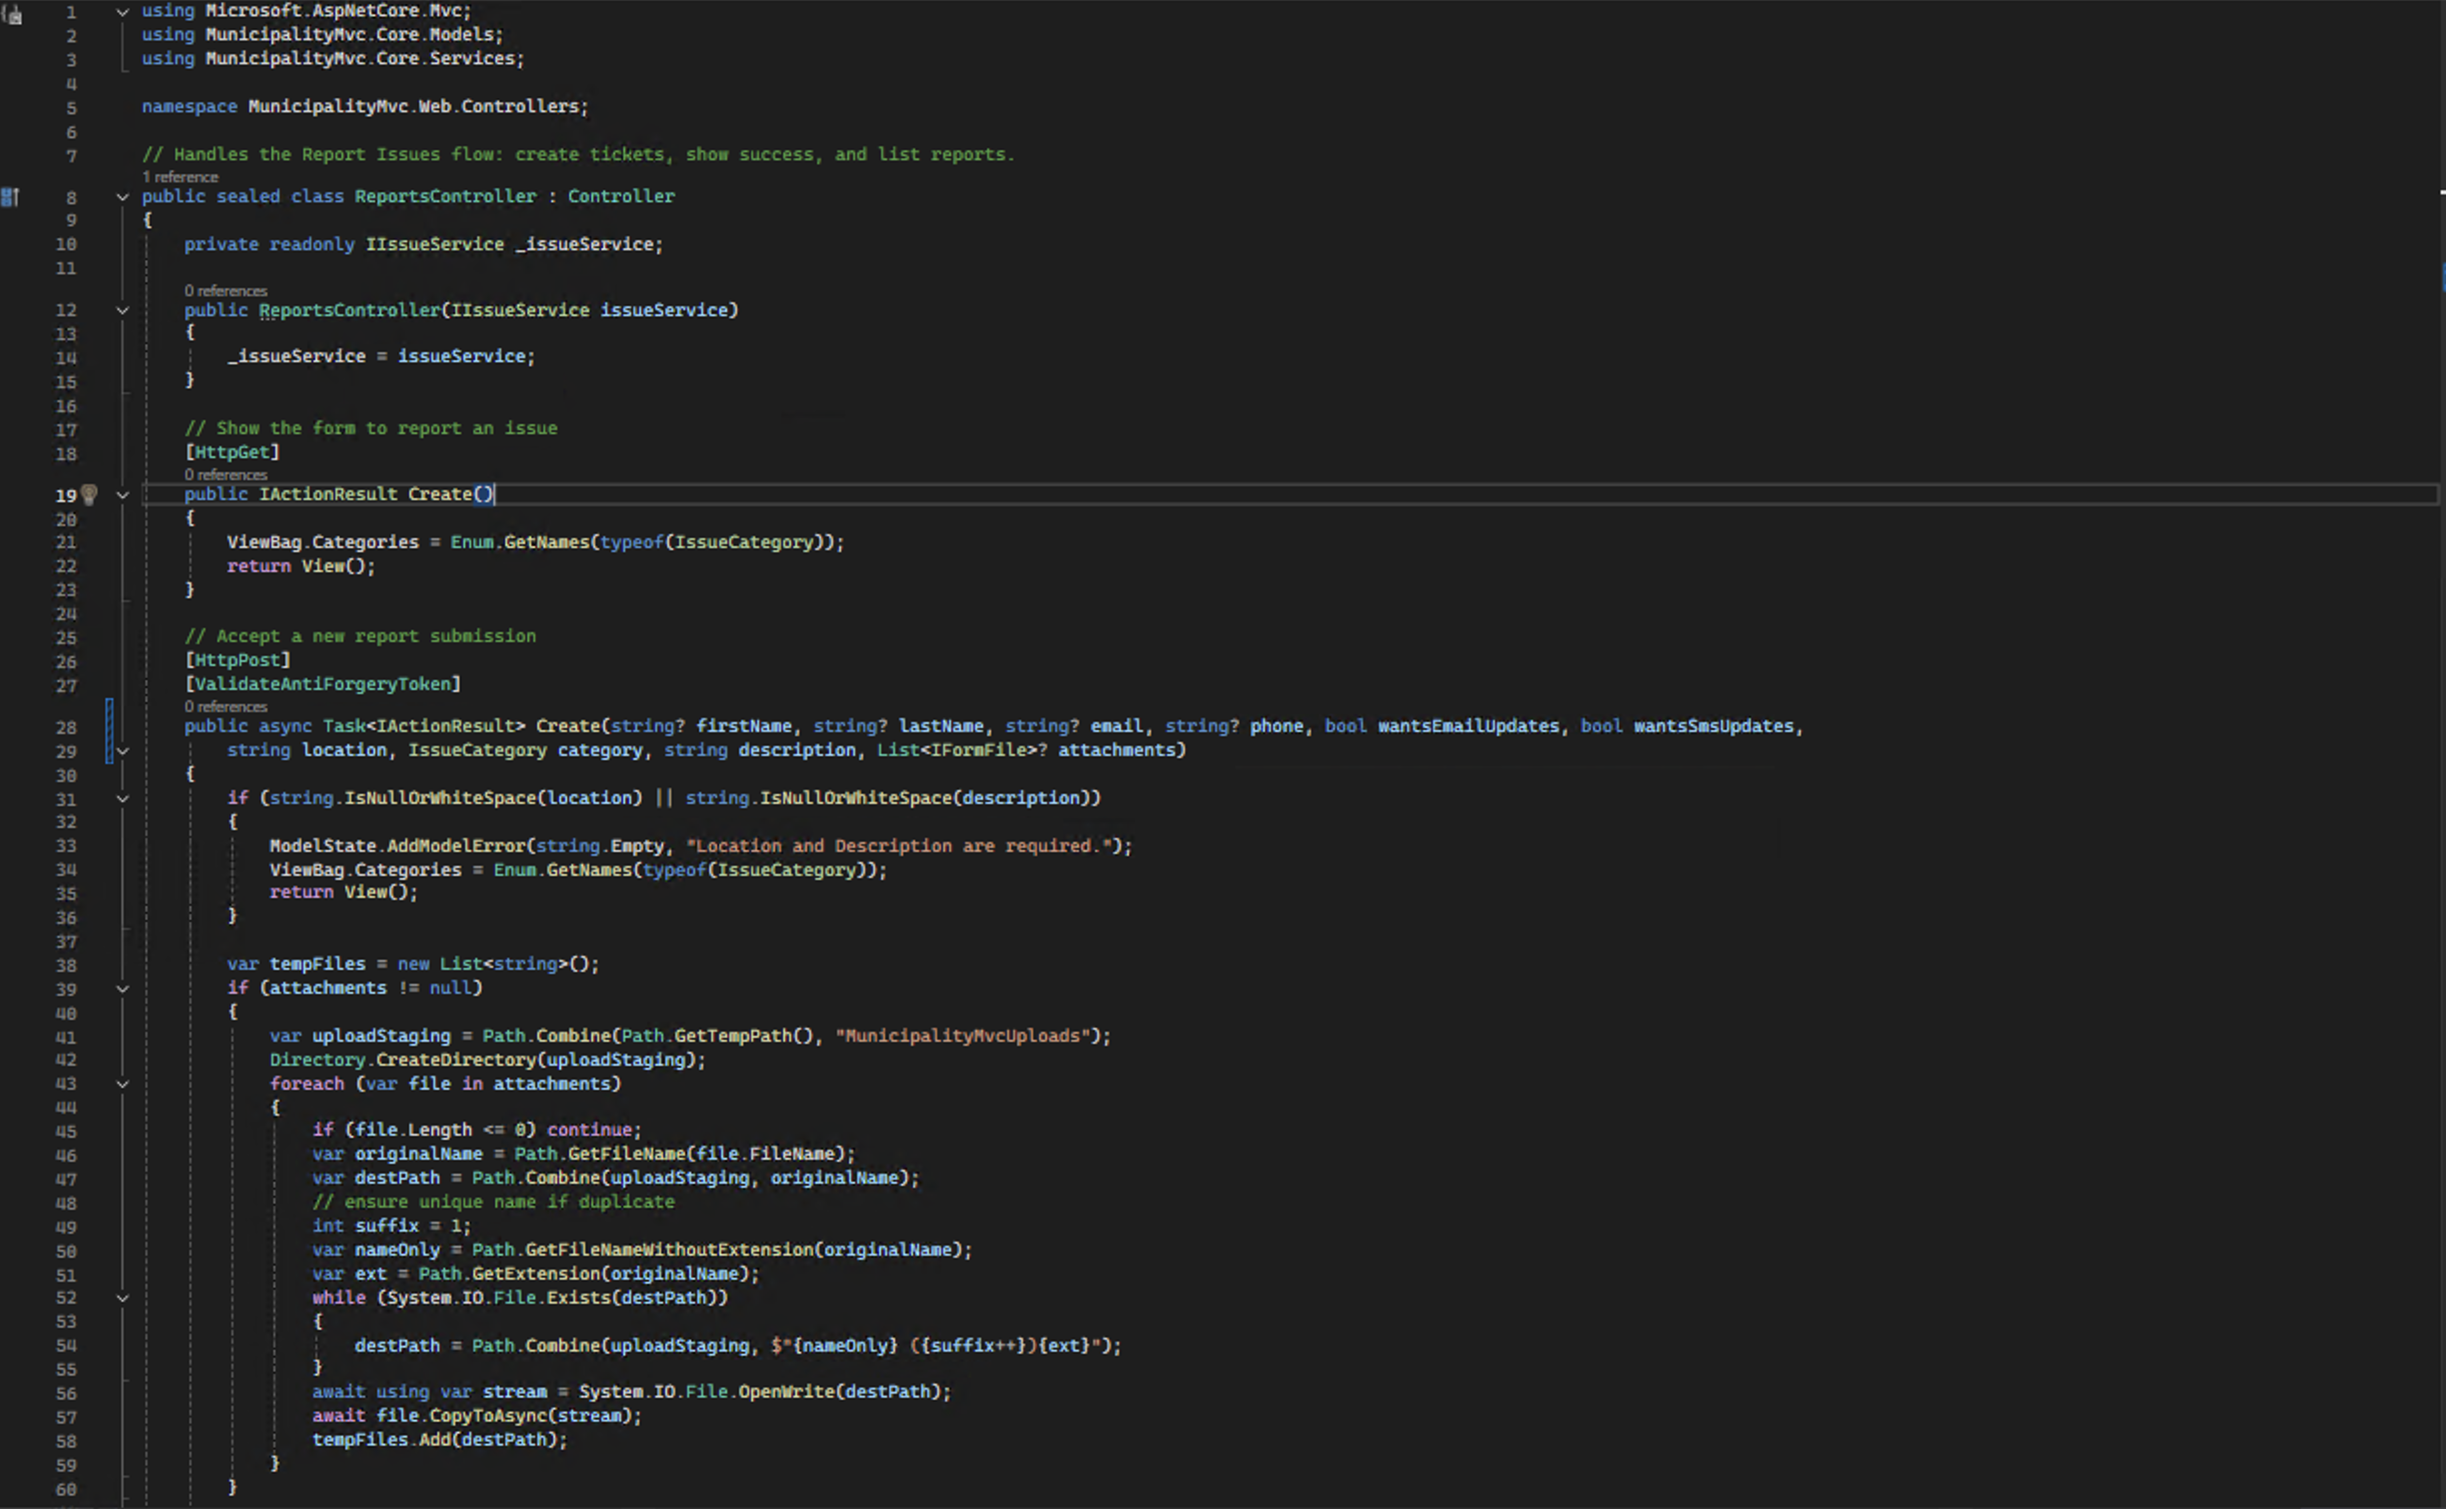 1 using Microsoft.AspNetCore.Mvc;
2 using MunicipalityMvc.Core.Models;
3 using MunicipalityMvc.Core.Services;
4
5 namespace MunicipalityMvc.Web.Controllers;
6
7 // Handles the Report Issues flow: create tickets, show success, and list reports.
1 reference
8 public sealed class ReportsController : Controller
9 {
10 private readonly IIssueService _issueService;
11
0 references
12 public ReportsController(IIssueService issueService)
13 {
14 _issueService = issueService;
15 }
16
17 // Show the form to report an issue
18 [HttpGet]
0 references
19 public IActionResult Create()
20 {
21 ViewBag.Categories = Enum.GetNames(typeof(IssueCategory));
22 return View();
23 }
24
25 // Accept a new report submission
26 [HttpPost]
27 [ValidateAntiForgeryToken]
0 references
28 public async Task<IActionResult> Create(string? firstName, string? lastName, string? email, string? phone, bool wantsEmailUpdates, bool wantsSmsUpdates,
29 string location, IssueCategory category, string description, List<IFormFile>? attachments)
30 {
31 if (string.IsNullOrWhiteSpace(location) || string.IsNullOrWhiteSpace(description))
32 {
33 ModelState.AddModelError(string.Empty, "Location and Description are required.");
34 ViewBag.Categories = Enum.GetNames(typeof(IssueCategory));
35 return View();
36 }
37
38 var tempFiles = new List<string>();
39 if (attachments != null)
40 {
41 var uploadStaging = Path.Combine(Path.GetTempPath(), "MunicipalityMvcUploads");
42 Directory.CreateDirectory(uploadStaging);
43 foreach (var file in attachments)
44 {
45 if (file.Length <= 0) continue;
46 var originalName = Path.GetFileName(file.FileName);
47 var destPath = Path.Combine(uploadStaging, originalName);
48 // ensure unique name if duplicate
49 int suffix = 1;
50 var nameOnly = Path.GetFileNameWithoutExtension(originalName);
51 var ext = Path.GetExtension(originalName);
52 while (System.IO.File.Exists(destPath))
53 {
54 destPath = Path.Combine(uploadStaging, $"{nameOnly} ({suffix++}){ext}");
55 }
56 await using var stream = System.IO.File.OpenWrite(destPath);
57 await file.CopyToAsync(stream);
58 tempFiles.Add(destPath);
59 }
60 }